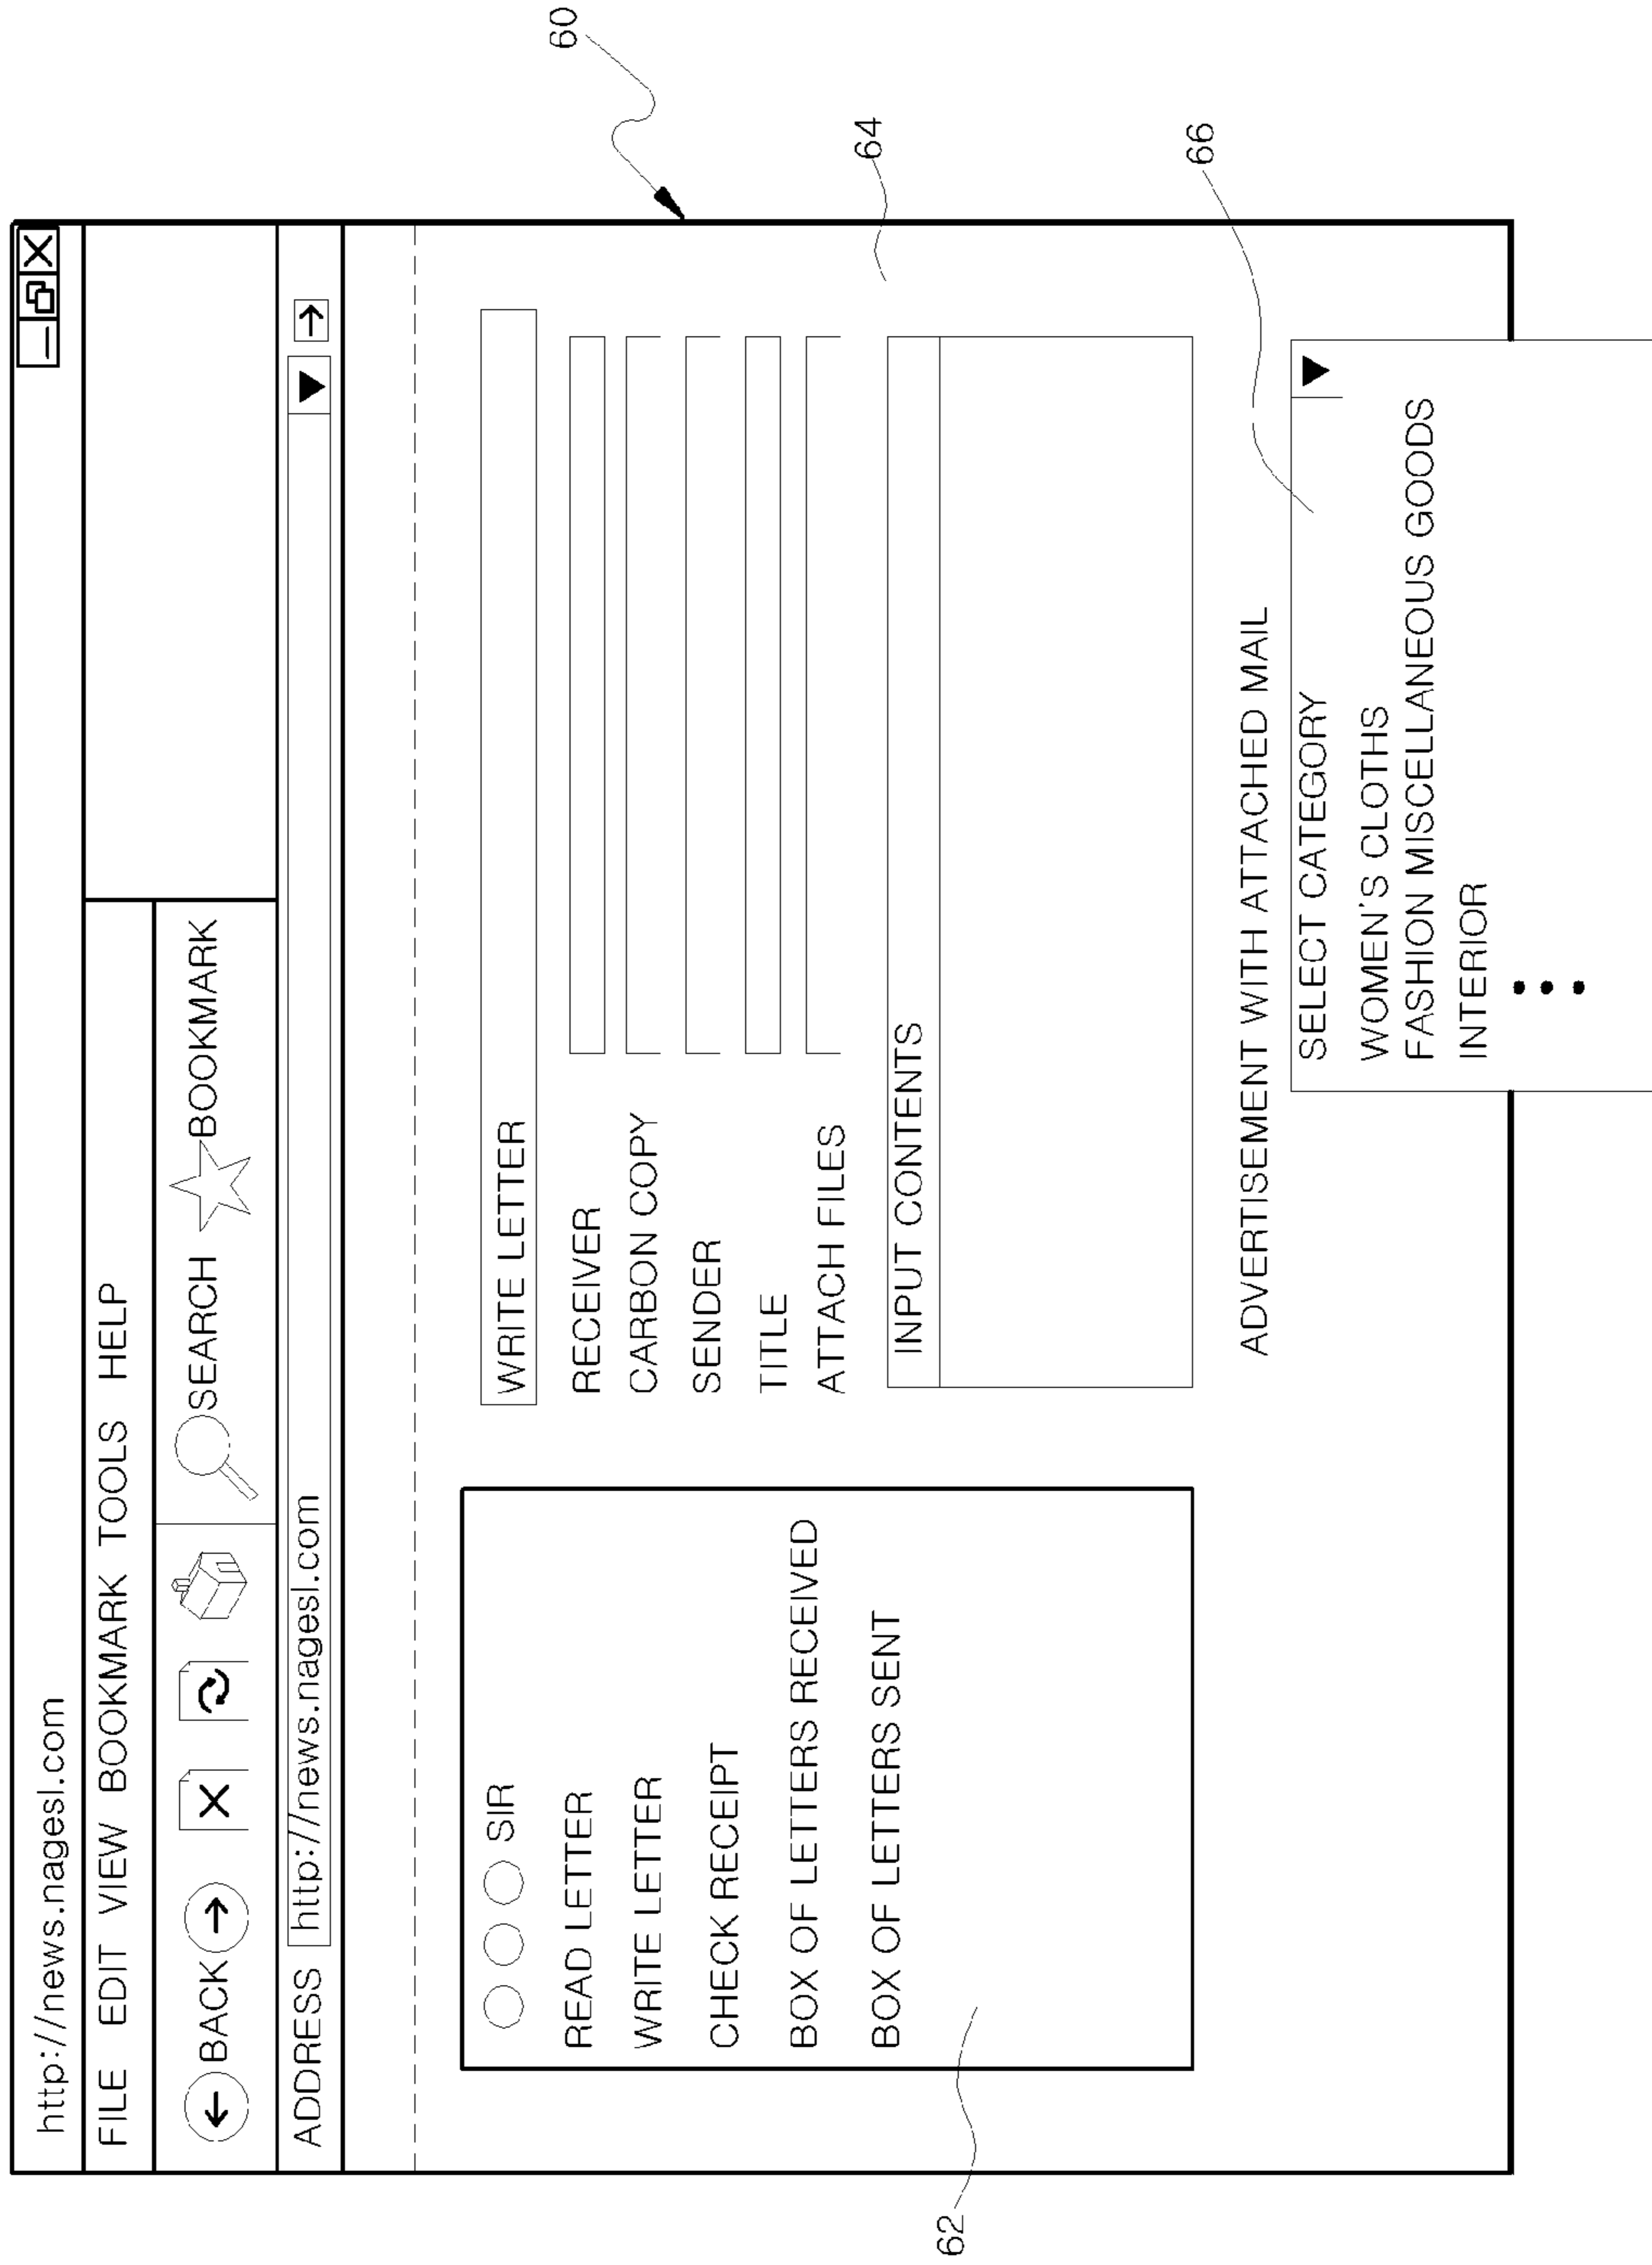 http://news.nagesl.com
FILE EDIT VIEW BOOKMARK TOOLS HELP
BACK SEARCH BOOKMARK
ADDRESS http://news.nagesl.com
60
SIR
READ LETTER
WRITE LETTER
CHECK RECEIPT
BOX OF LETTERS RECEIVED
BOX OF LETTERS SENT
62
WRITE LETTER
RECEIVER
CARBON COPY
SENDER
TITLE
ATTACH FILES
64
INPUT CONTENTS
ADVERTISEMENT WITH ATTACHED MAIL
66
SELECT CATEGORY
WOMEN'S CLOTHS
FASHION MISCELLANEOUS GOODS
INTERIOR